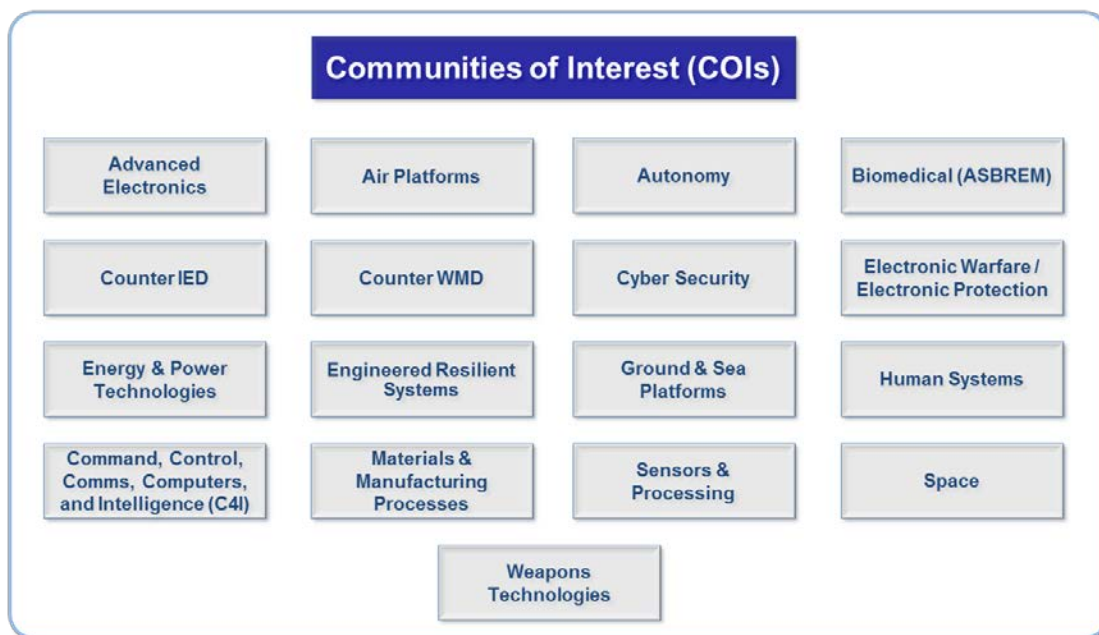 Communities of Interest (COIs)
Advanced
Electronics
Air Platforms
Autonomy
Biomedical (ASBREM)
Counter IED
Counter WMD
Cyber Security
Electronic Warfare /
Electronic Protection
Energy & Power
Technologies
Engineered Resilient
Systems
Ground & Sea
Platforms
Human Systems
Command, Control,
Comms, Computers,
and Intelligence (C4I)
Materials &
Manufacturing
Processes
Sensors &
Processing
Space
Weapons
Technologies